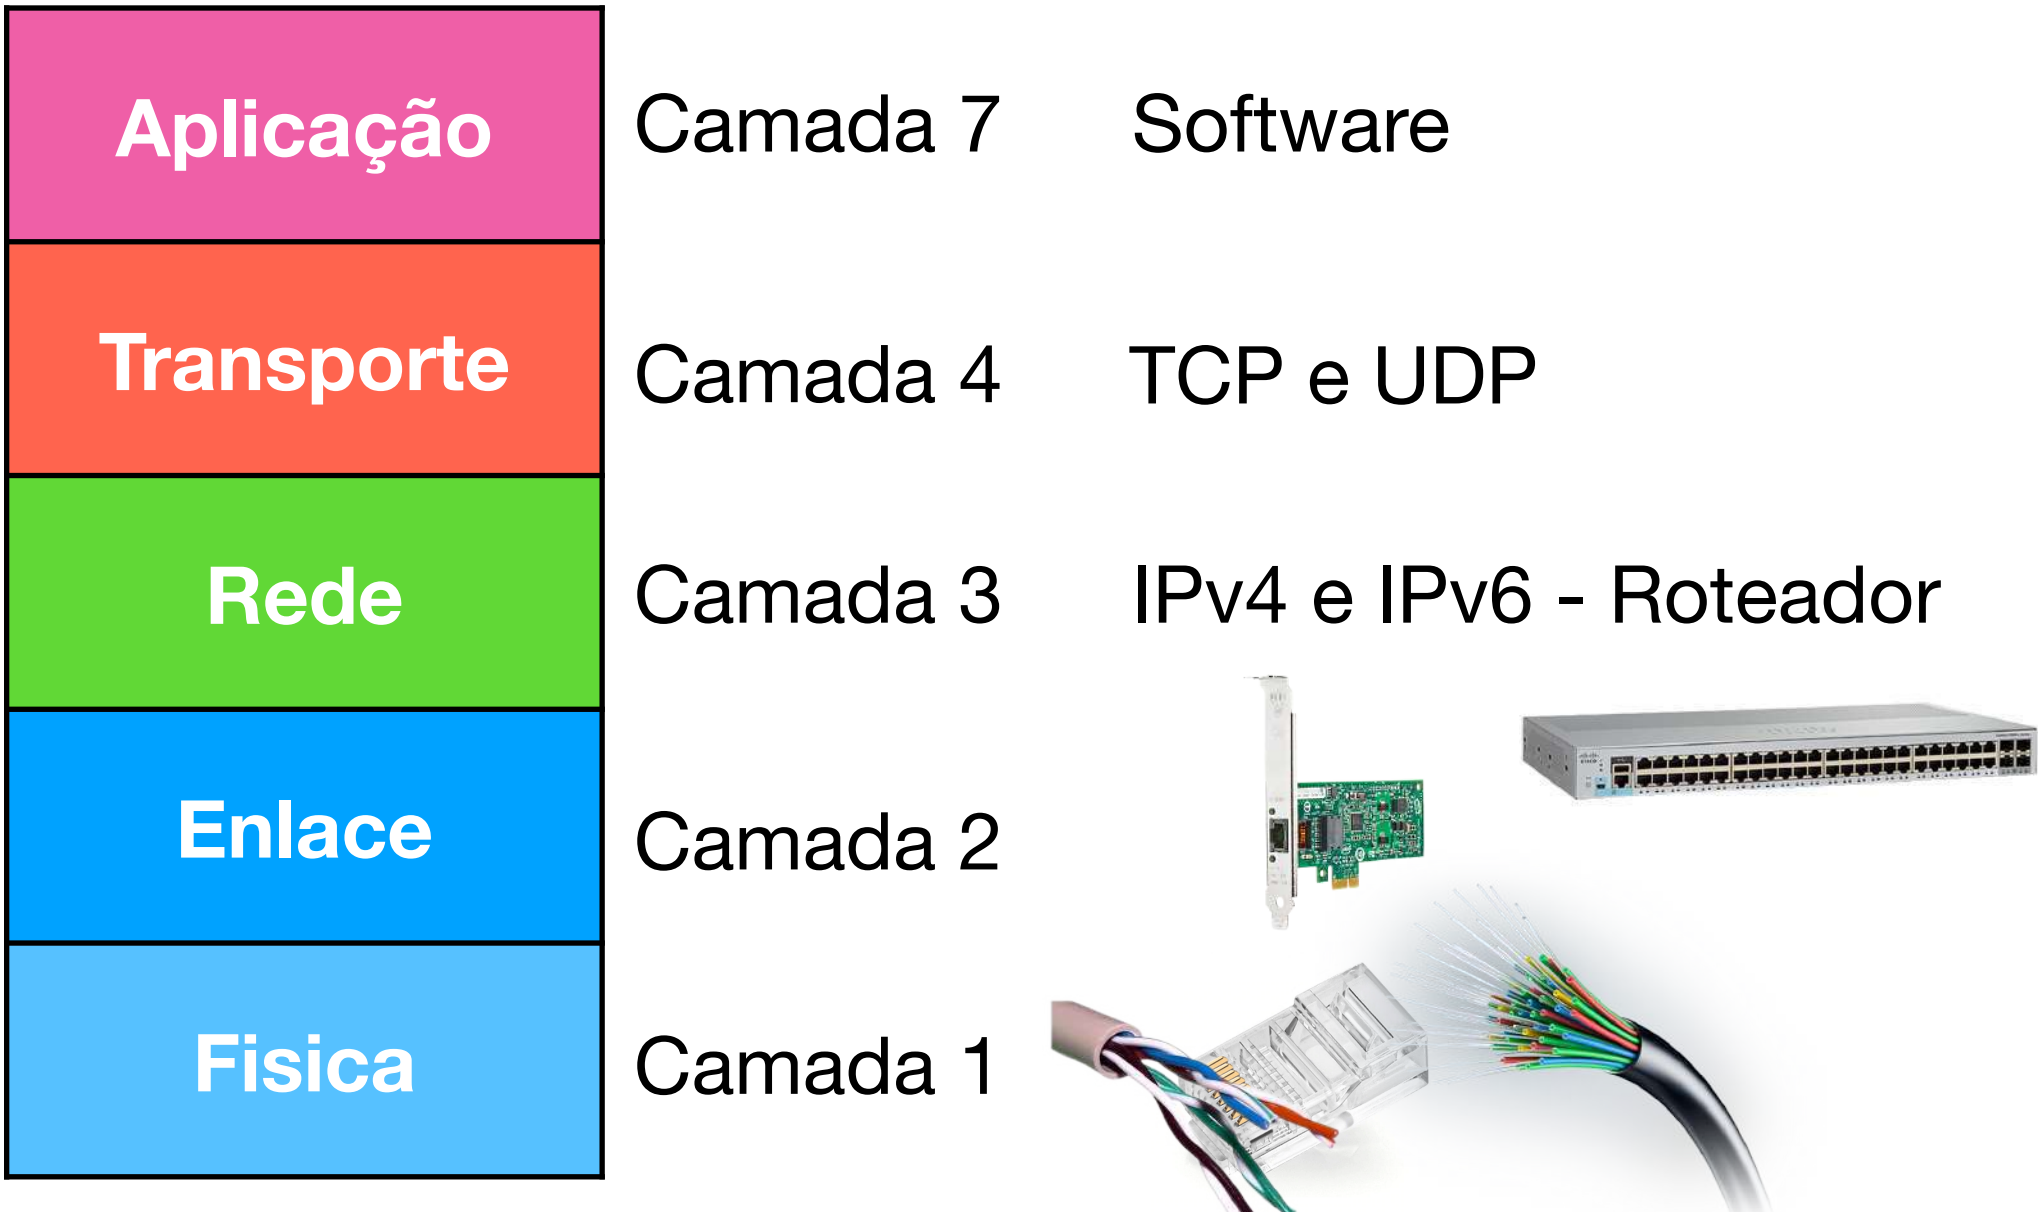 Aplicação Camada 7 Software
Transporte Camada 4 TCP e UDP
Rede Camada 3 IPv4 e IPv6 - Roteador
Enlace Camada 2
Fisica Camada 1